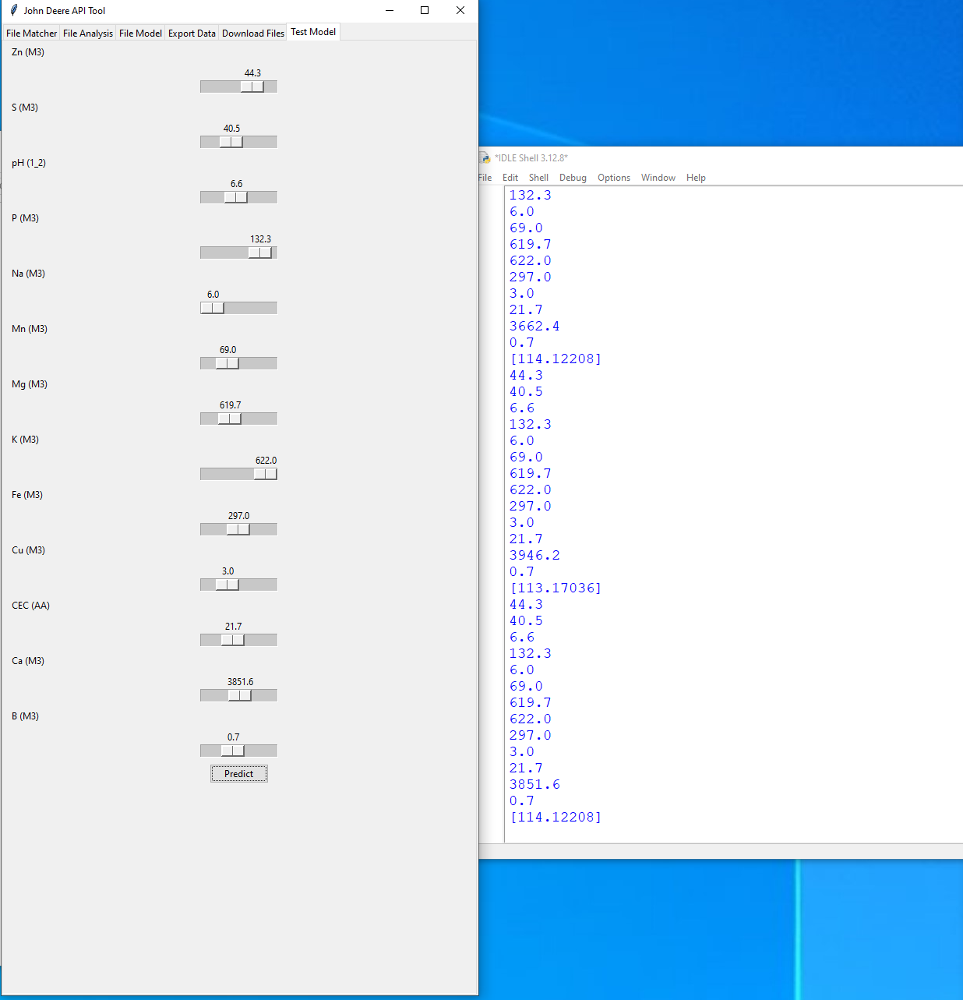 John Deere API Tool
File Matcher File Analysis File Model Export Data Download Files Test Model
Zn (M3)
44.3
S (M3)
40.5
pH (1_2)
6.6
P (M3)
132.3
Na (M3)
6.0
Mn (M3)
69.0
Mg (M3)
619.7
K (M3)
622.0
Fe (M3)
297.0
Cu (M3)
3.0
CEC (AA)
21.7
Ca (M3)
3851.6
B (M3)
0.7
Predict
*IDLE Shell 3.12.8*
File Edit Shell Debug Options Window Help
132.3
6.0
69.0
619.7
622.0
297.0
3.0
21.7
3662.4
0.7
[114.12208]
44.3
40.5
6.6
132.3
6.0
69.0
619.7
622.0
297.0
3.0
21.7
3946.2
0.7
[113.17036]
44.3
40.5
6.6
132.3
6.0
69.0
619.7
622.0
297.0
3.0
21.7
3851.6
0.7
[114.12208]